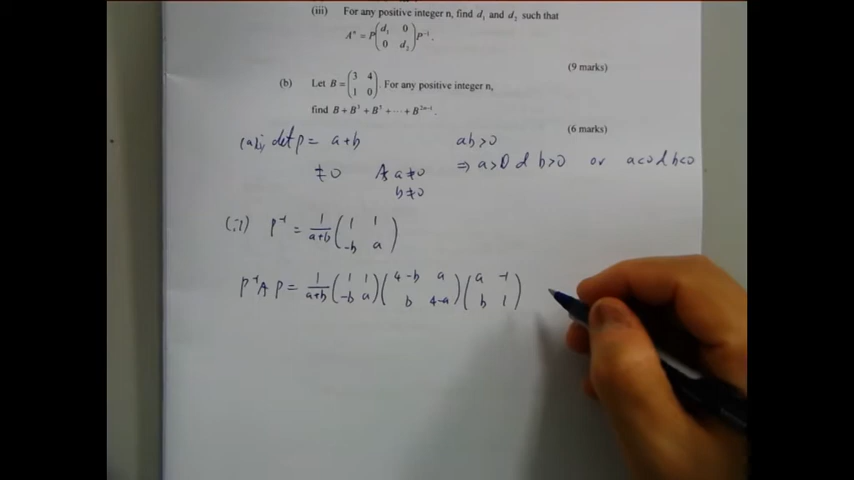 (iii) For any positive integer n, find d₁ and d₂ such that
Aⁿ = P(d₁ 0
0 d₂)P⁻¹.
(9 marks)
(b) Let B = (3 4
1 0). For any positive integer n,
find B + B³ + B⁵ + ⋯ + B²ⁿ⁻¹.
(6 marks)
(a)(i) det P = a+b ab>0
≠0 As a≠0 ⇒ a>0 & b>0 or a<0 & b<0
b≠0
(ii) P⁻¹ = 1/(a+b) (1 1
-b a)
P⁻¹AP = 1/(a+b) (1 1 (4-b a (a -1
-b a) b 4-a) b 1)